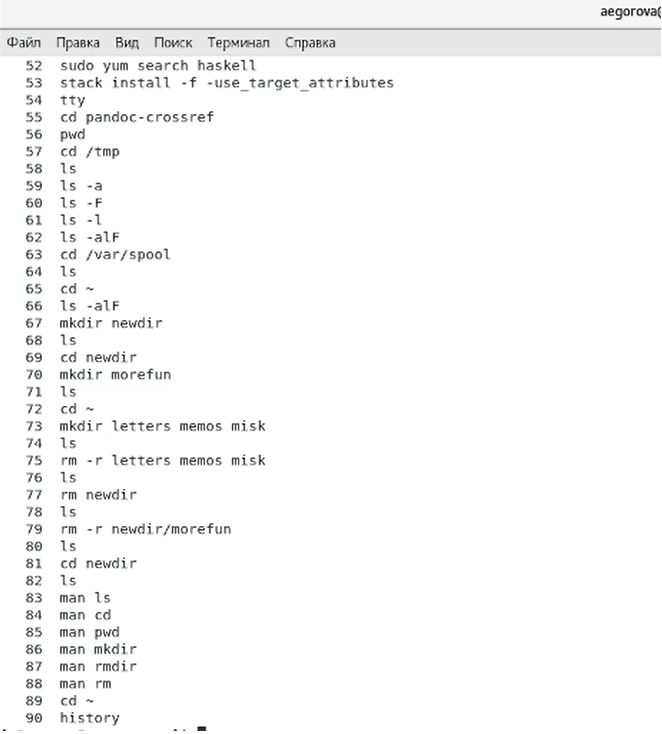 aegorova@
Файл Правка Вид Поиск Терминал Справка
52 sudo yum search haskell
53 stack install -f -use_target_attributes
54 tty
55 cd pandoc-crossref
56 pwd
57 cd /tmp
58 ls
59 ls -a
60 ls -F
61 ls -l
62 ls -alF
63 cd /var/spool
64 ls
65 cd ~
66 ls -alF
67 mkdir newdir
68 ls
69 cd newdir
70 mkdir morefun
71 ls
72 cd ~
73 mkdir letters memos misk
74 ls
75 rm -r letters memos misk
76 ls
77 rm newdir
78 ls
79 rm -r newdir/morefun
80 ls
81 cd newdir
82 ls
83 man ls
84 man cd
85 man pwd
86 man mkdir
87 man rmdir
88 man rm
89 cd ~
90 history